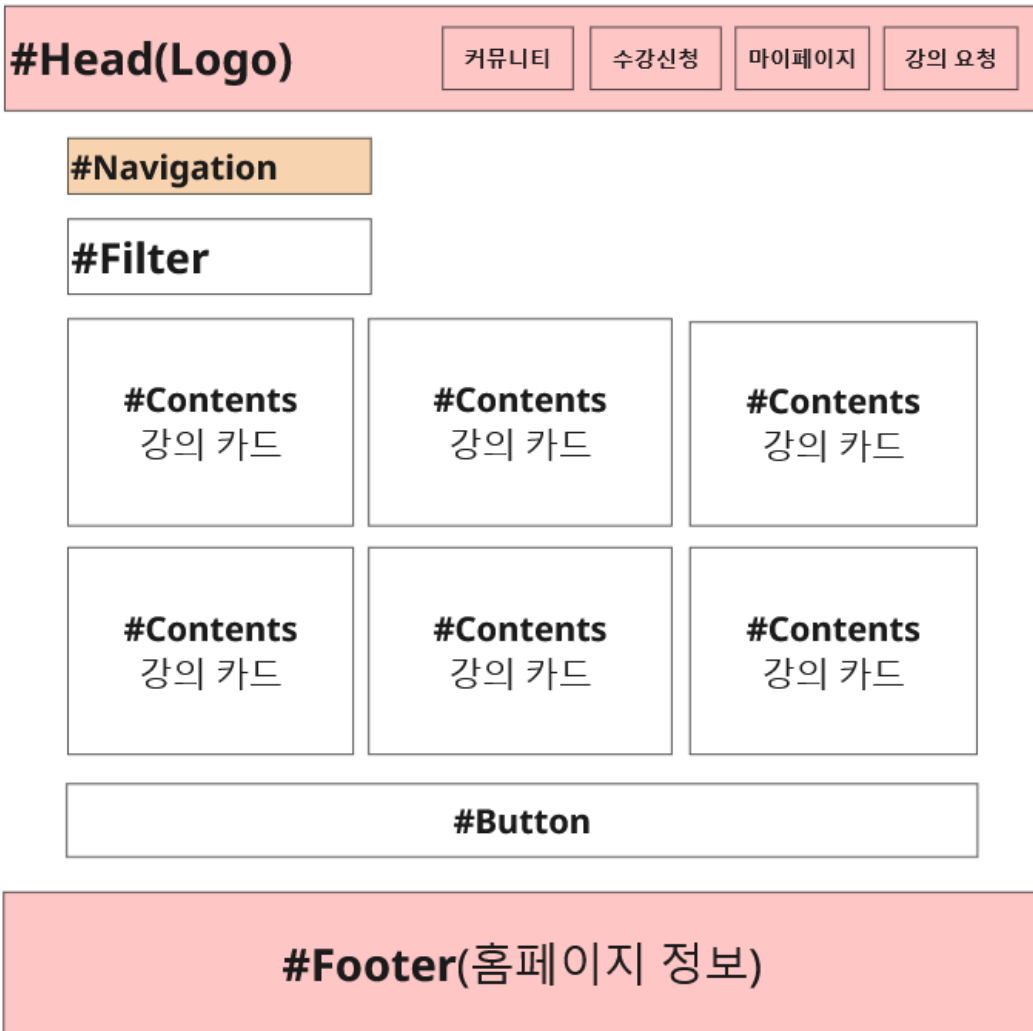 #Head(Logo)
커뮤니티
수강신청
마이페이지
강의 요청
#Navigation
#Filter
#Contents
강의 카드
#Contents
강의 카드
#Contents
강의 카드
#Contents
강의 카드
#Contents
강의 카드
#Contents
강의 카드
#Button
#Footer(홈페이지 정보)